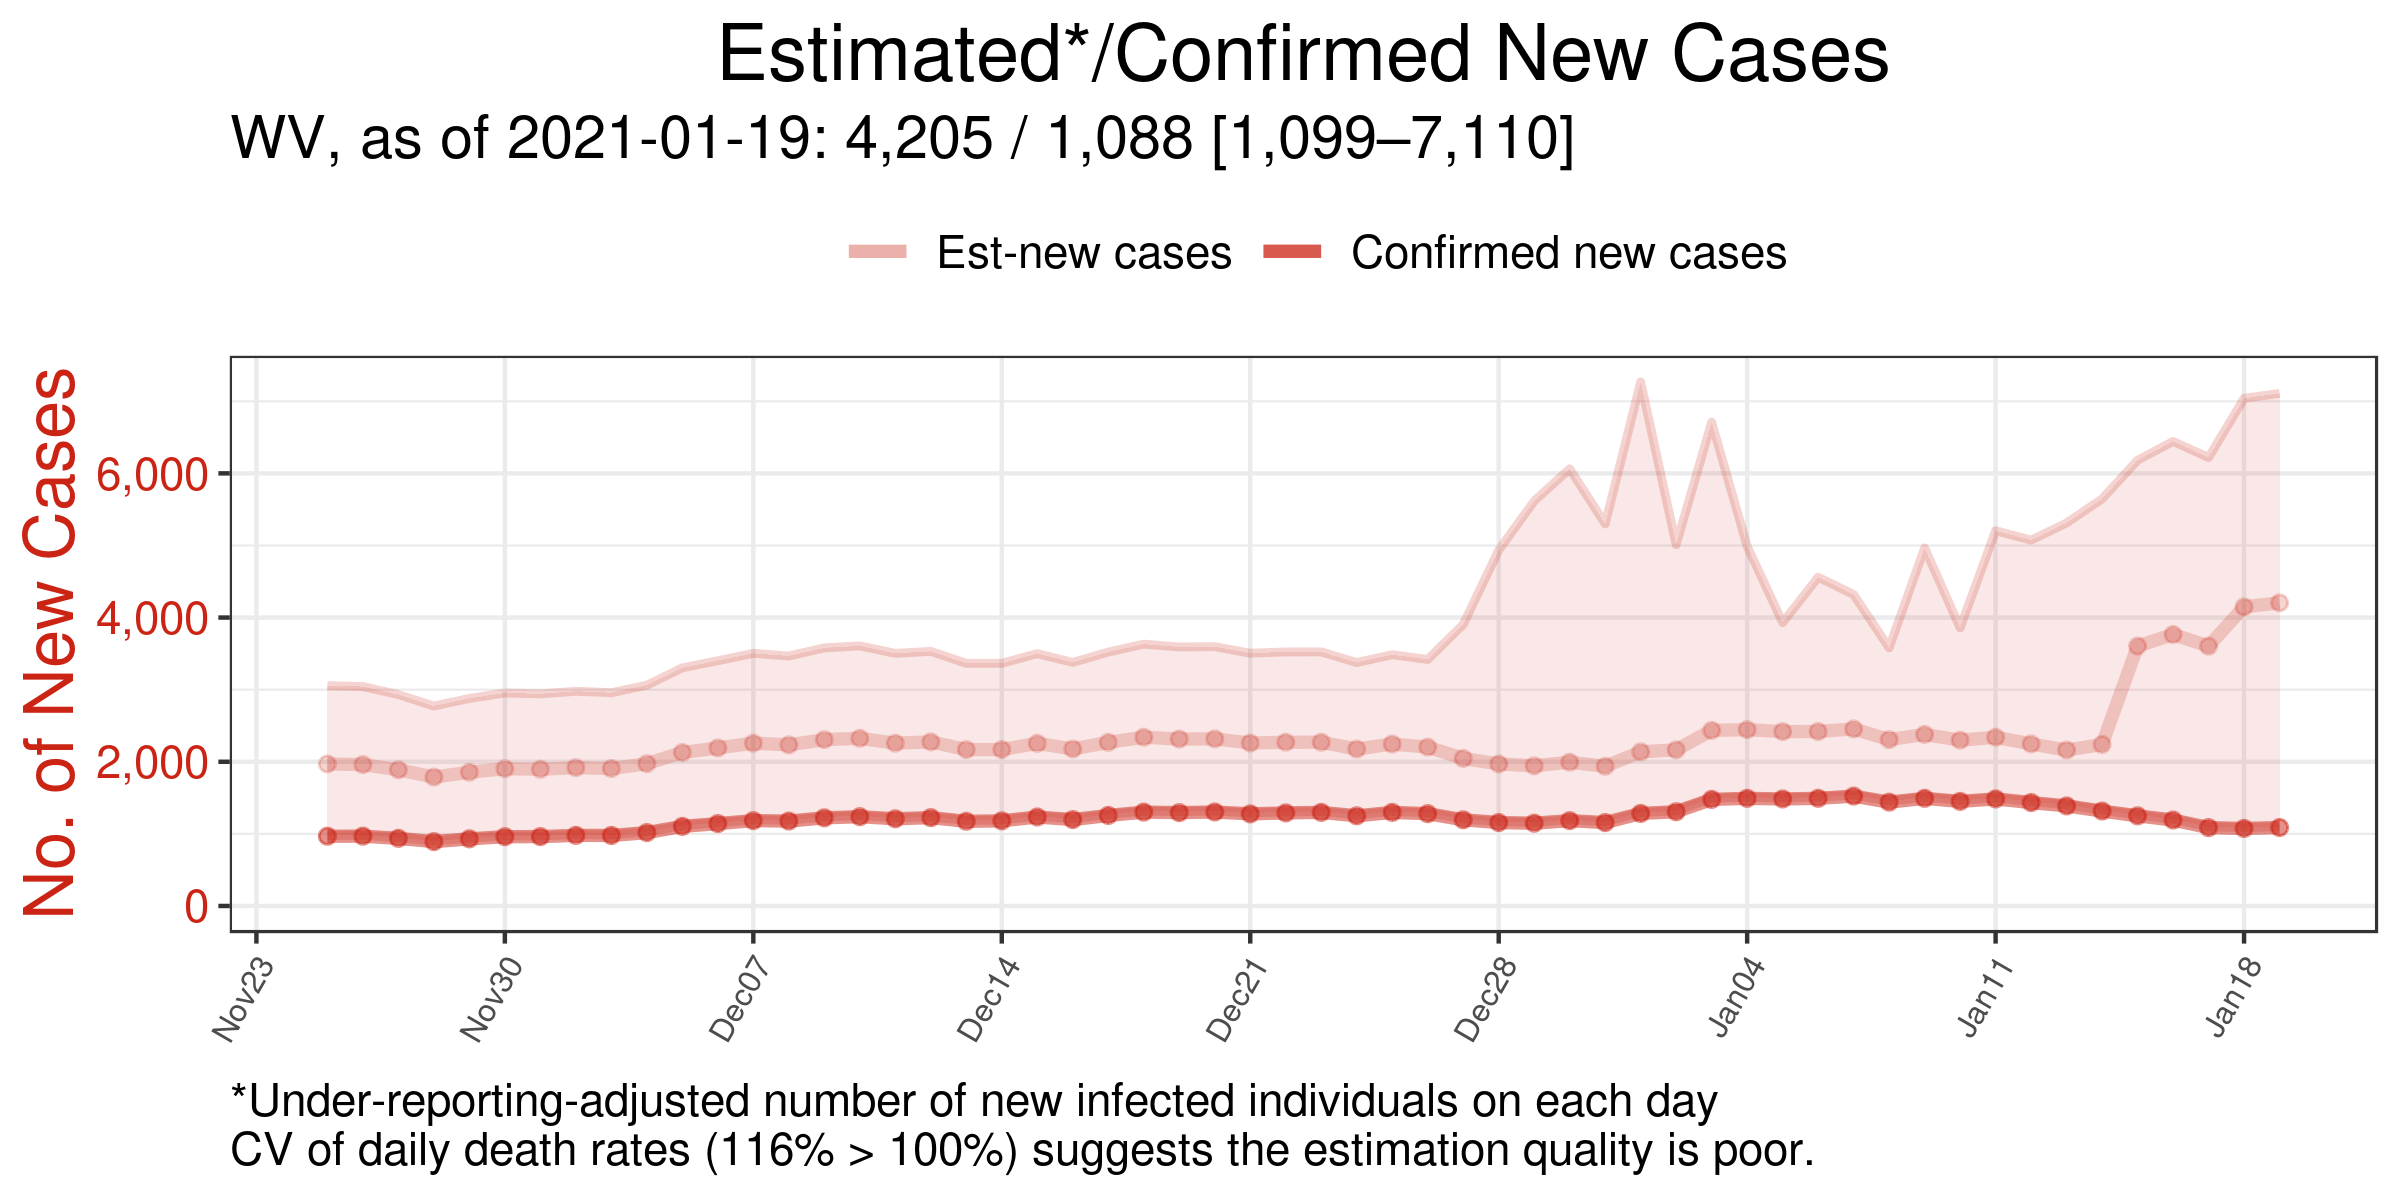 Estimated*/Confirmed New Cases
WV, as of 2021-01-19: 4,205 / 1,088 [1,099–7,110]
Est-new cases
Confirmed new cases
No. of New Cases
6,000
4,000
2,000
0
Nov23
Nov30
Dec07
Dec14
Dec21
Dec28
Jan04
Jan11
Jan18
*Under-reporting-adjusted number of new infected individuals on each day
CV of daily death rates (116% > 100%) suggests the estimation quality is poor.